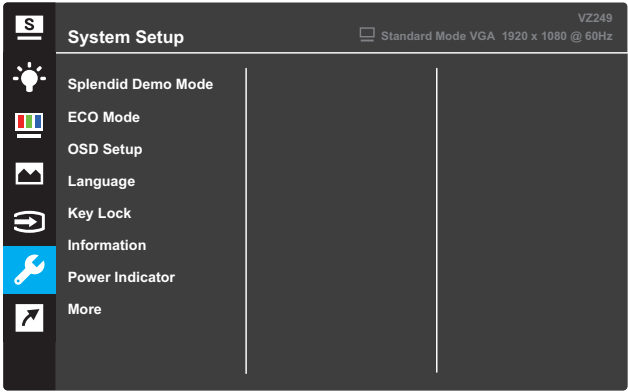 S
VZ249
System Setup
Standard Mode VGA 1920 x 1080 @ 60Hz
Splendid Demo Mode
ECO Mode
OSD Setup
Language
Key Lock
Information
Power Indicator
More